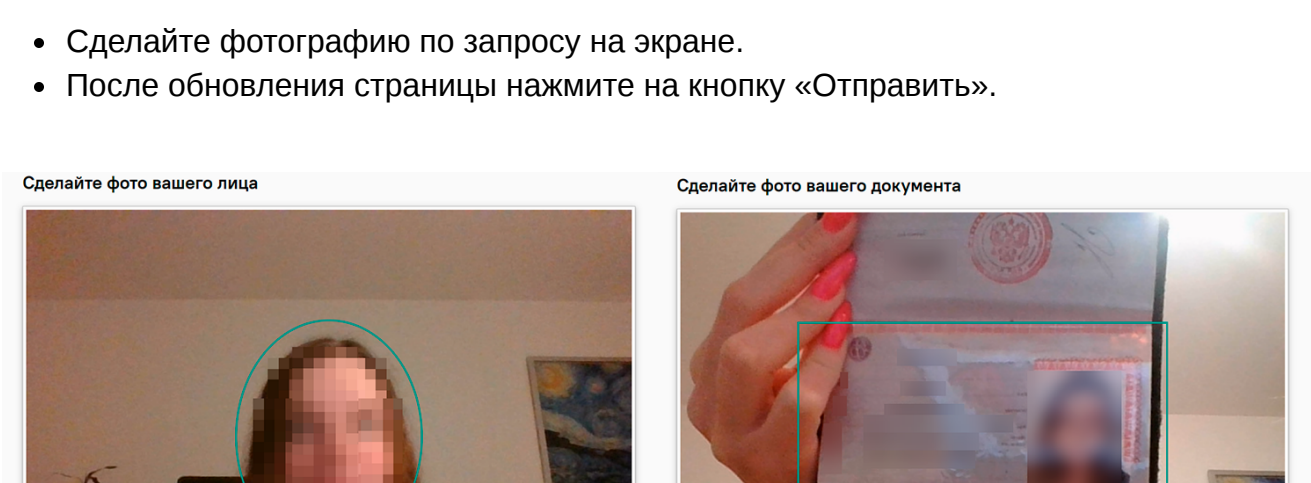 Сделайте фотографию по запросу на экране.
После обновления страницы нажмите на кнопку «Отправить».
Сделайте фото вашего лица
Сделайте фото вашего документа